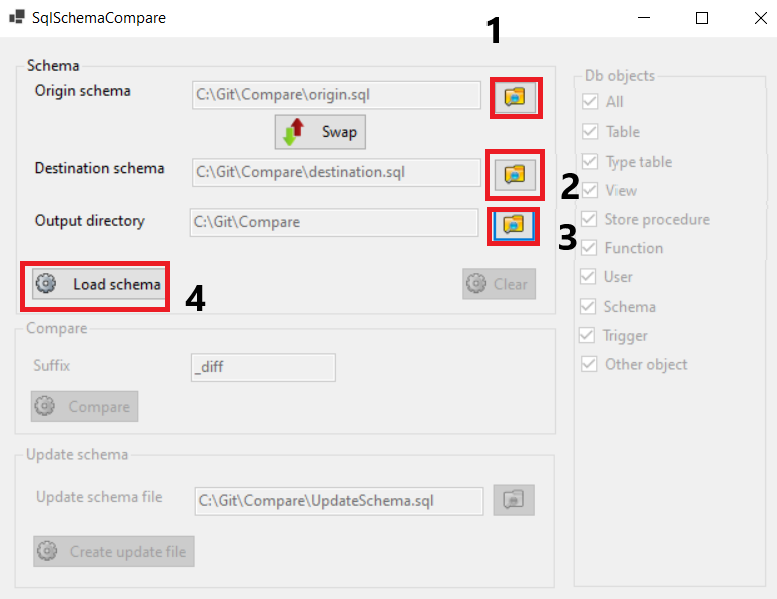 SqlSchemaCompare
1
Schema
Origin schema
C:\Git\Compare\origin.sql
Swap
Destination schema
C:\Git\Compare\destination.sql
2
Output directory
C:\Git\Compare
3
Load schema
4
Clear
Compare
Suffix
_diff
Compare
Update schema
Update schema file
C:\Git\Compare\UpdateSchema.sql
Create update file
Db objects
All
Table
Type table
View
Store procedure
Function
User
Schema
Trigger
Other object